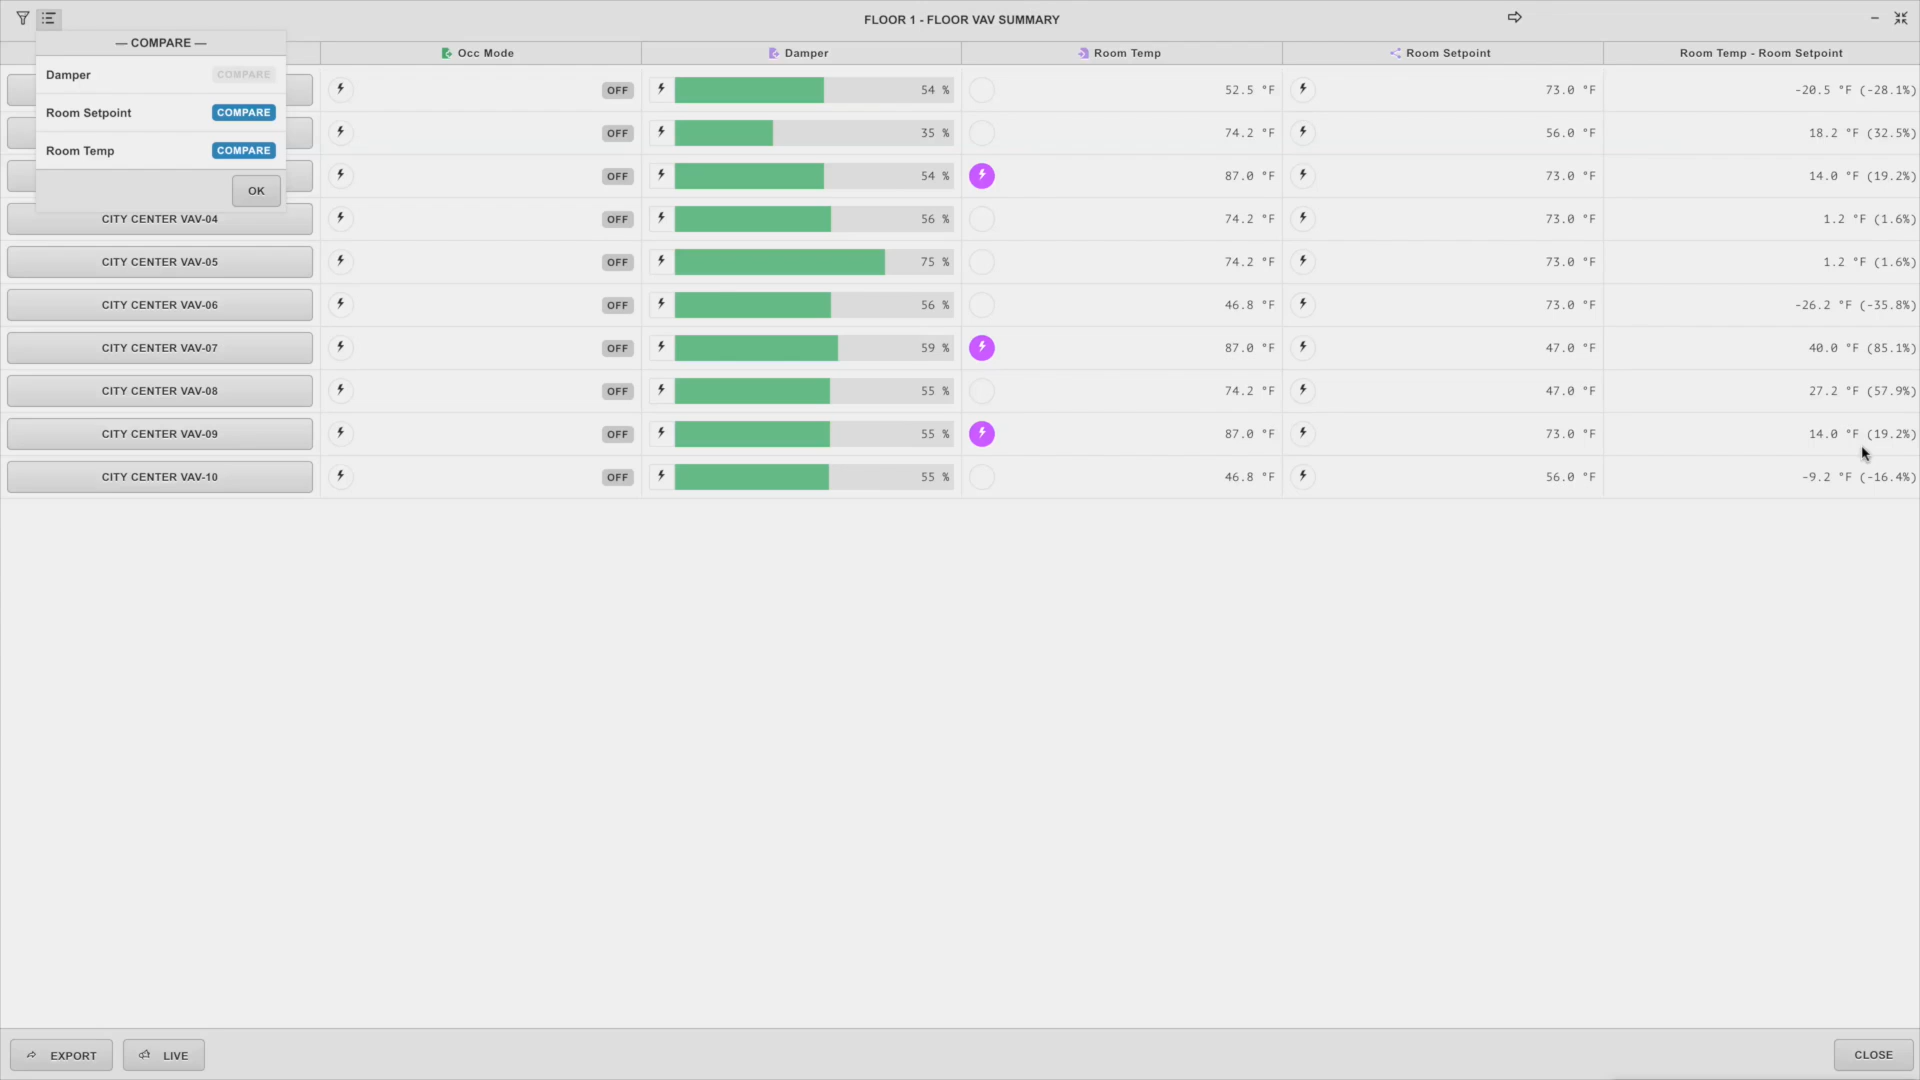 FLOOR 1 - FLOOR VAV SUMMARY
— COMPARE —
Damper COMPARE
Room Setpoint COMPARE
Room Temp COMPARE
OK
Occ Mode Damper Room Temp Room Setpoint Room Temp - Room Setpoint
OFF 54 % 52.5 °F 73.0 °F -20.5 °F (-28.1%)
OFF 35 % 74.2 °F 56.0 °F 18.2 °F (32.5%)
OFF 54 % 87.0 °F 73.0 °F 14.0 °F (19.2%)
CITY CENTER VAV-04 OFF 56 % 74.2 °F 73.0 °F 1.2 °F (1.6%)
CITY CENTER VAV-05 OFF 75 % 74.2 °F 73.0 °F 1.2 °F (1.6%)
CITY CENTER VAV-06 OFF 56 % 46.8 °F 73.0 °F -26.2 °F (-35.8%)
CITY CENTER VAV-07 OFF 59 % 87.0 °F 47.0 °F 40.0 °F (85.1%)
CITY CENTER VAV-08 OFF 55 % 74.2 °F 47.0 °F 27.2 °F (57.9%)
CITY CENTER VAV-09 OFF 55 % 87.0 °F 73.0 °F 14.0 °F (19.2%)
CITY CENTER VAV-10 OFF 55 % 46.8 °F 56.0 °F -9.2 °F (-16.4%)
EXPORT LIVE CLOSE